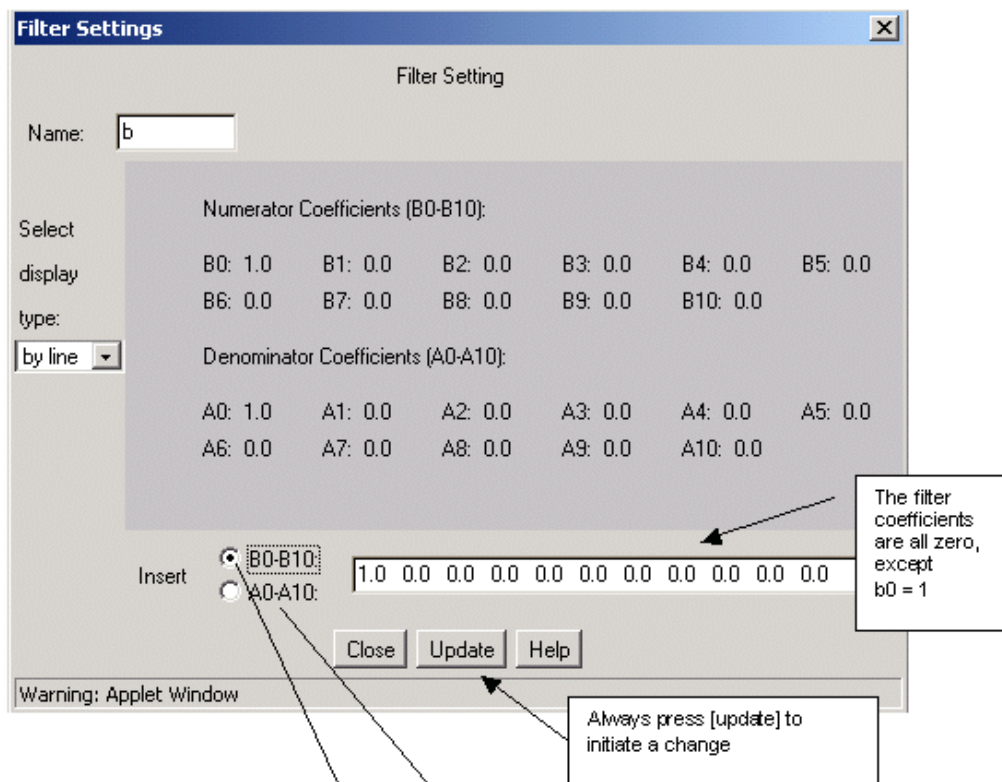 Filter Settings
Filter Setting
Name: b
Select
display
type:
by line
Numerator Coefficients (B0-B10):
B0: 1.0 B1: 0.0 B2: 0.0 B3: 0.0 B4: 0.0 B5: 0.0
B6: 0.0 B7: 0.0 B8: 0.0 B9: 0.0 B10: 0.0
Denominator Coefficients (A0-A10):
A0: 1.0 A1: 0.0 A2: 0.0 A3: 0.0 A4: 0.0 A5: 0.0
A6: 0.0 A7: 0.0 A8: 0.0 A9: 0.0 A10: 0.0
The filter
coefficients
are all zero,
except
b0 = 1
Insert
B0-B10:
A0-A10:
1.0 0.0 0.0 0.0 0.0 0.0 0.0 0.0 0.0 0.0 0.0
Close Update Help
Warning: Applet Window
Always press [update] to
initiate a change